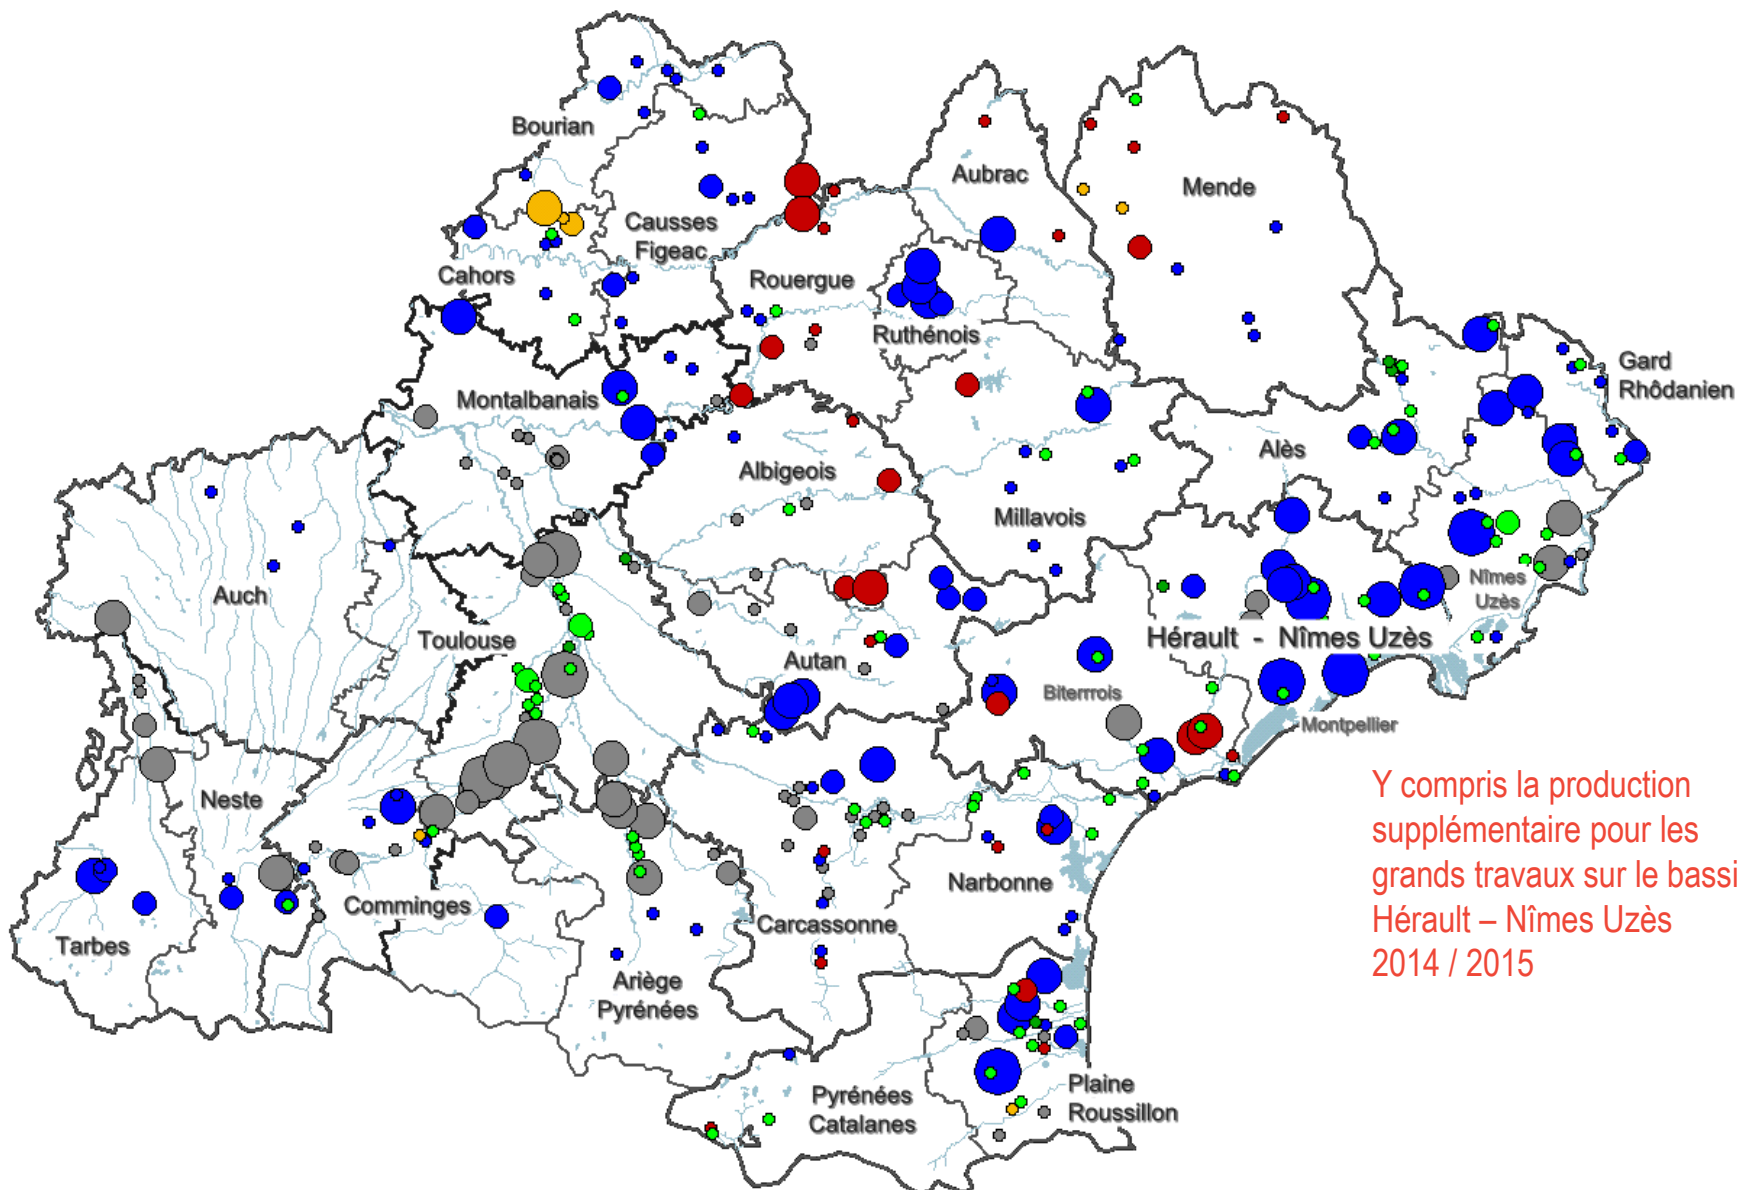 Bourian
Aubrac
Mende
Causses
Figeac
Cahors
Rouergue
Ruthénois
Gard
Rhôdanien
Montalbanais
Albigeois
Alès
Millavois
Auch
Nîmes
Uzès
Toulouse
Hérault - Nîmes Uzès
Autan
Biterrrois
Montpellier
Neste
Y compris la production
supplémentaire pour les
grands travaux sur le bassi
Hérault – Nîmes Uzès
2014 / 2015
Narbonne
Comminges
Carcassonne
Tarbes
Ariège
Pyrénées
Pyrénées
Catalanes
Plaine
Roussillon